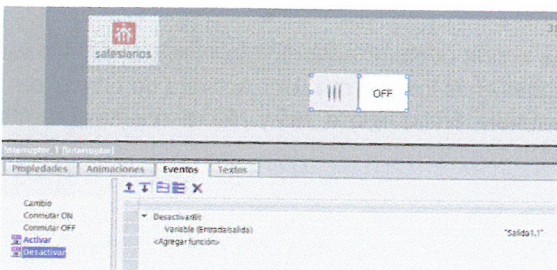 31
salesianos
OFF
Interruptor_1 [Interruptor]
Propiedades Animaciones Eventos Textos
Cambio
Conmutar ON
Conmutar OFF
Activar
Desactivar
DesactivarBit
Variable (Entrada/salida) "Salida1.1"
<Agregar función>